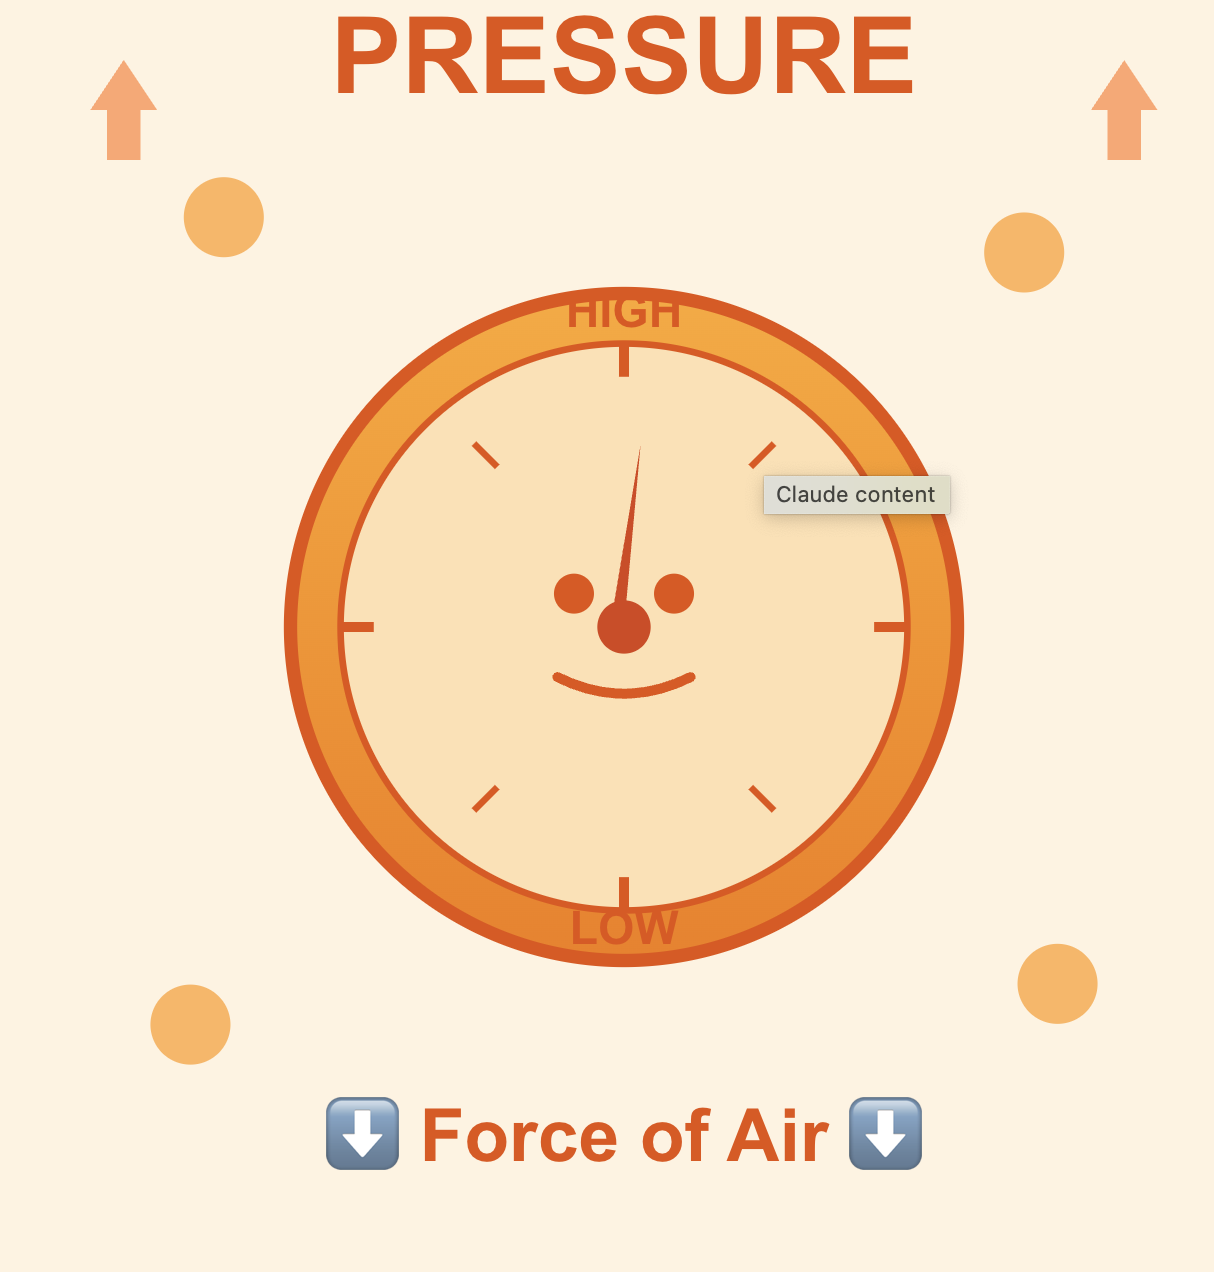 PRESSURE
HIGH
Claude content
LOW
Force of Air